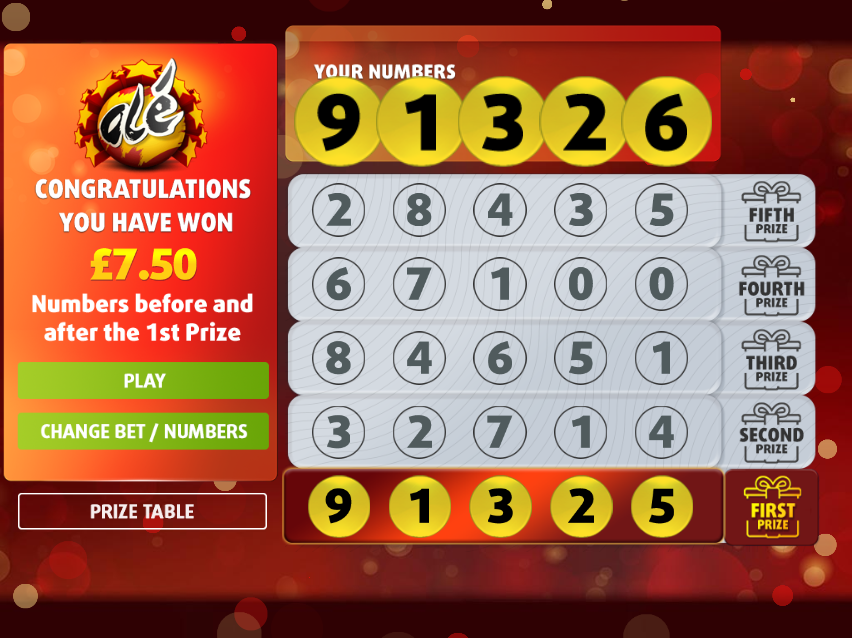 alé
CONGRATULATIONS
YOU HAVE WON
£7.50
Numbers before and
after the 1st Prize
PLAY
CHANGE BET / NUMBERS
PRIZE TABLE
YOUR NUMBERS
9 1 3 2 6
2 8 4 3 5
FIFTH
PRIZE
6 7 1 0 0
FOURTH
PRIZE
8 4 6 5 1
THIRD
PRIZE
3 2 7 1 4
SECOND
PRIZE
9 1 3 2 5
FIRST
PRIZE